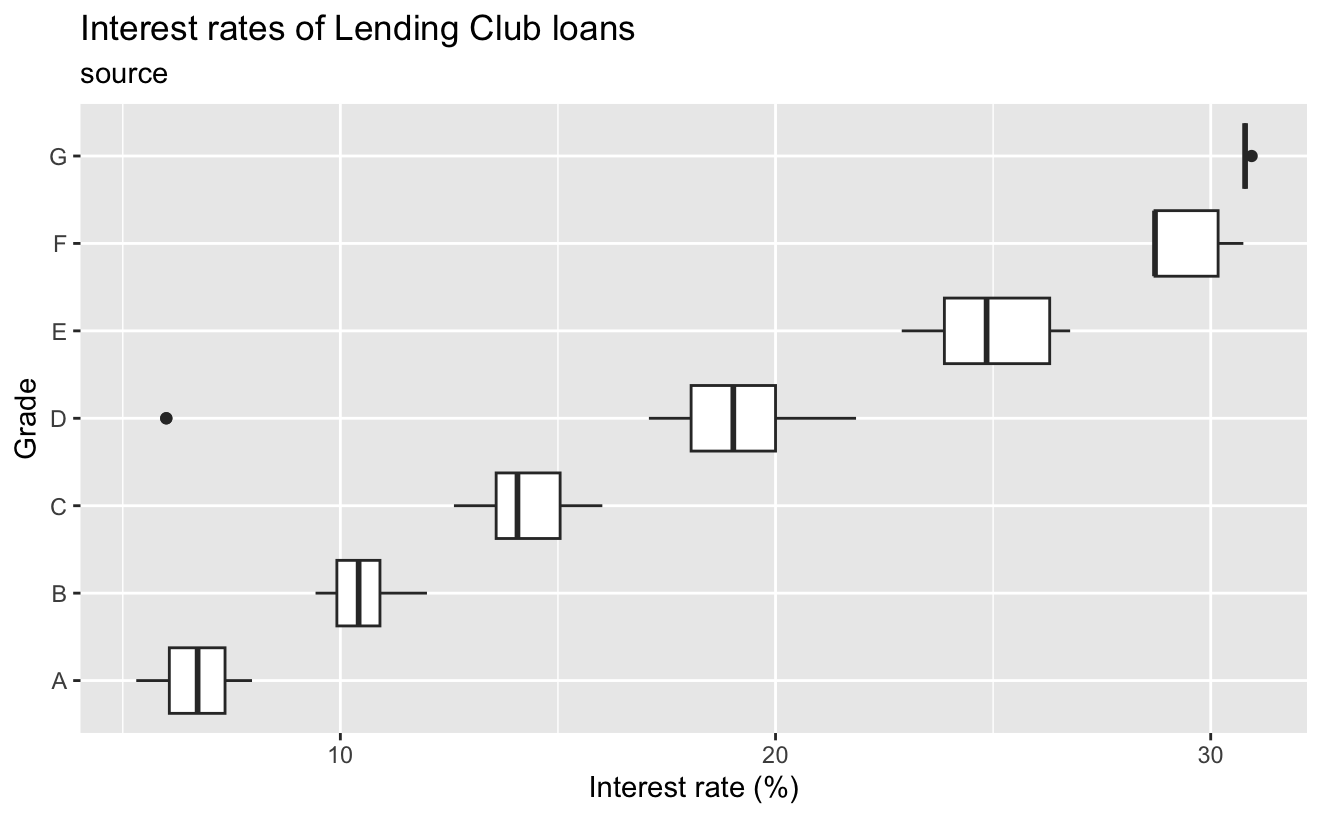 Interest rates of Lending Club loans
source
G
F
E
D
C
B
A
Grade
10 20 30
Interest rate (%)